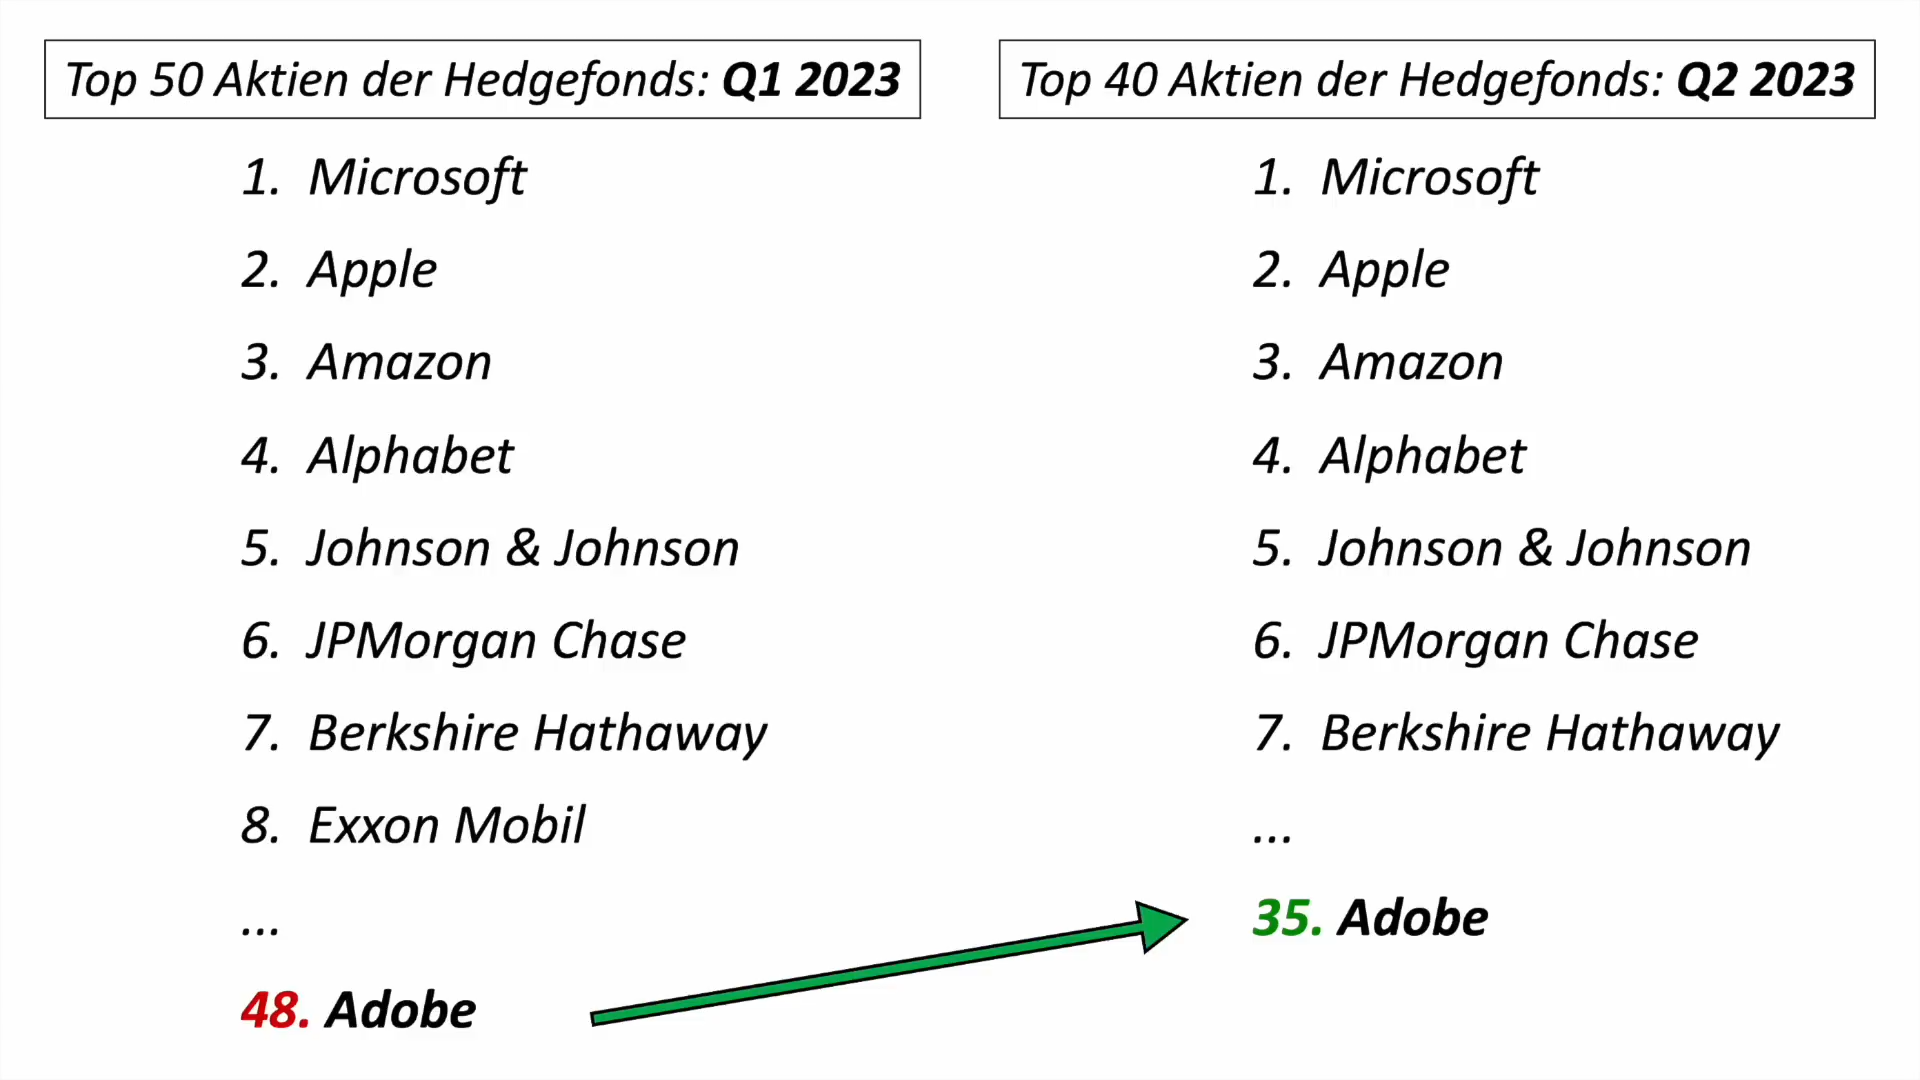 Top 50 Aktien der Hedgefonds: Q1 2023
1. Microsoft
2. Apple
3. Amazon
4. Alphabet
5. Johnson & Johnson
6. JPMorgan Chase
7. Berkshire Hathaway
8. Exxon Mobil
...
48. Adobe
Top 40 Aktien der Hedgefonds: Q2 2023
1. Microsoft
2. Apple
3. Amazon
4. Alphabet
5. Johnson & Johnson
6. JPMorgan Chase
7. Berkshire Hathaway
...
35. Adobe